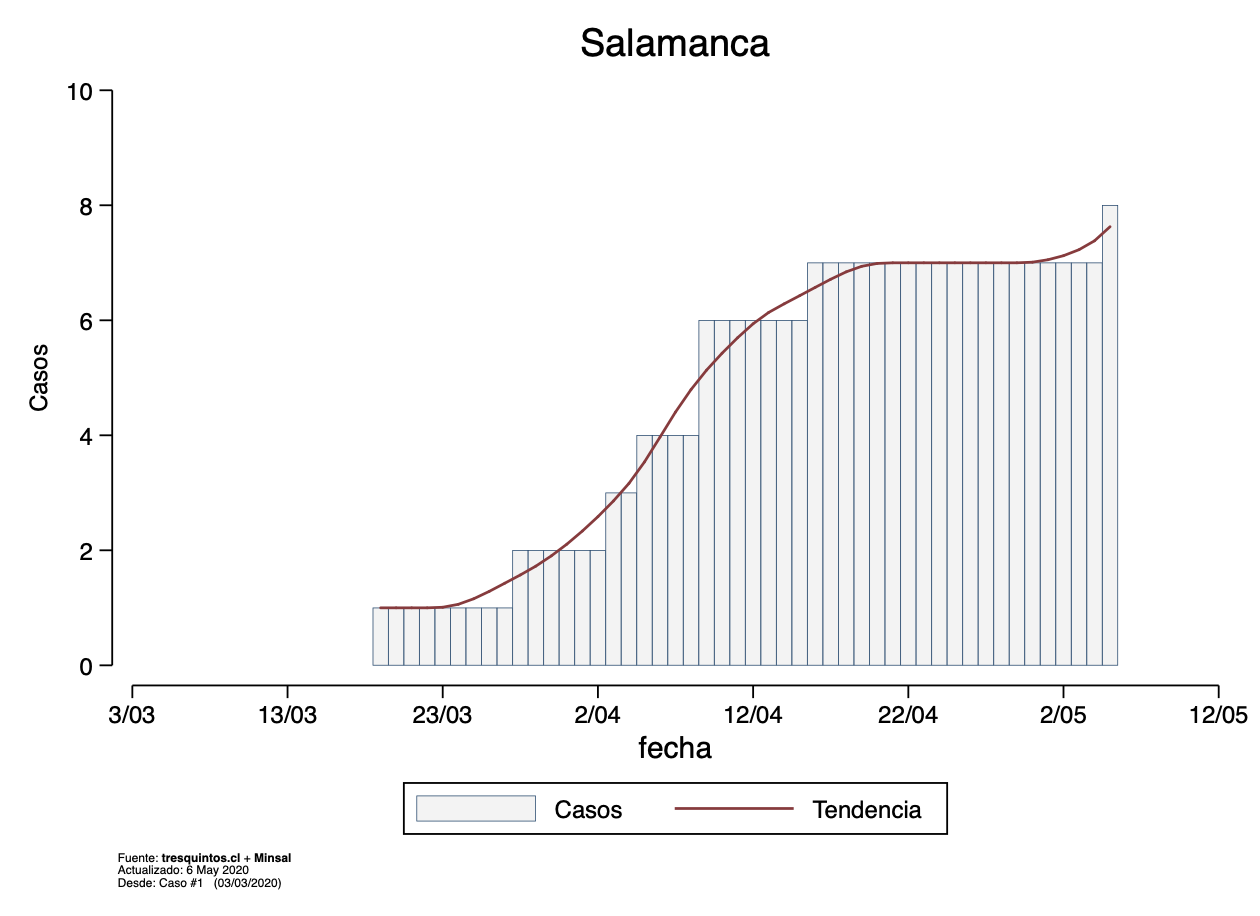 Salamanca
10
8
6
4
2
0
Casos
3/03 13/03 23/03 2/04 12/04 22/04 2/05 12/05
fecha
Casos Tendencia
Fuente: tresquintos.cl + Minsal
Actualizado: 6 May 2020
Desde: Caso #1 (03/03/2020)